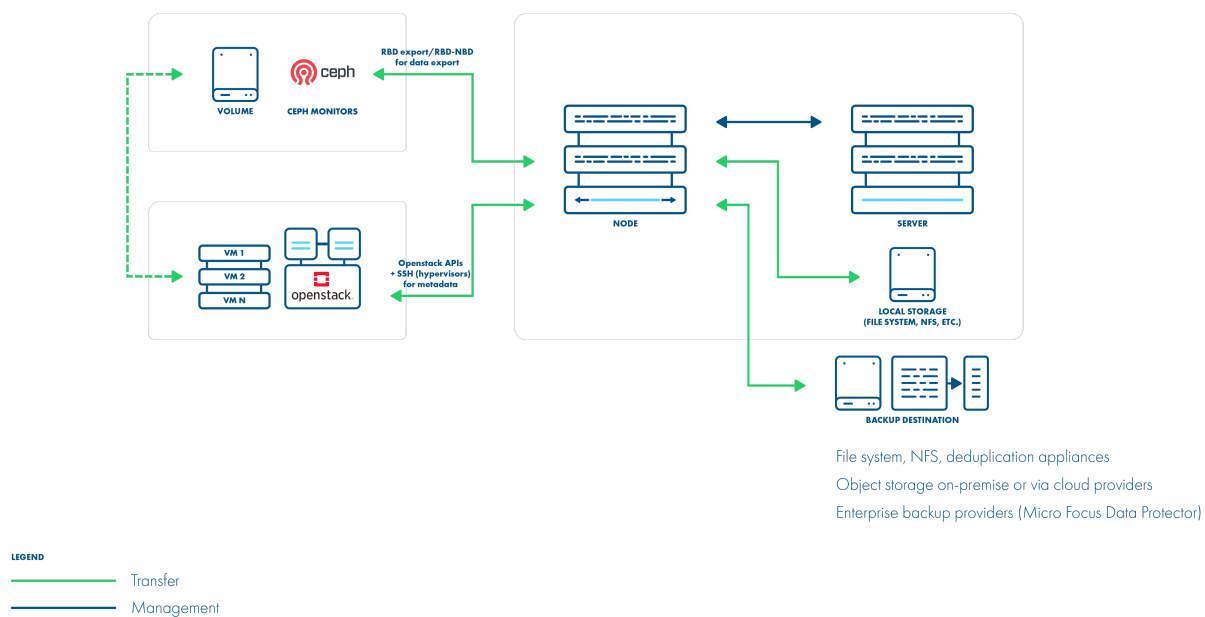 RBD export/RBD-NBD
for data export
ceph
VOLUME
CEPH MONITORS
NODE
SERVER
VM 1
VM 2
VM N
openstack.
Openstack APIs
+ SSH (hypervisors)
for metadata
LOCAL STORAGE
(FILE SYSTEM, NFS, ETC.)
BACKUP DESTINATION
File system, NFS, deduplication appliances
Object storage on-premise or via cloud providers
Enterprise backup providers (Micro Focus Data Protector)
LEGEND
Transfer
Management